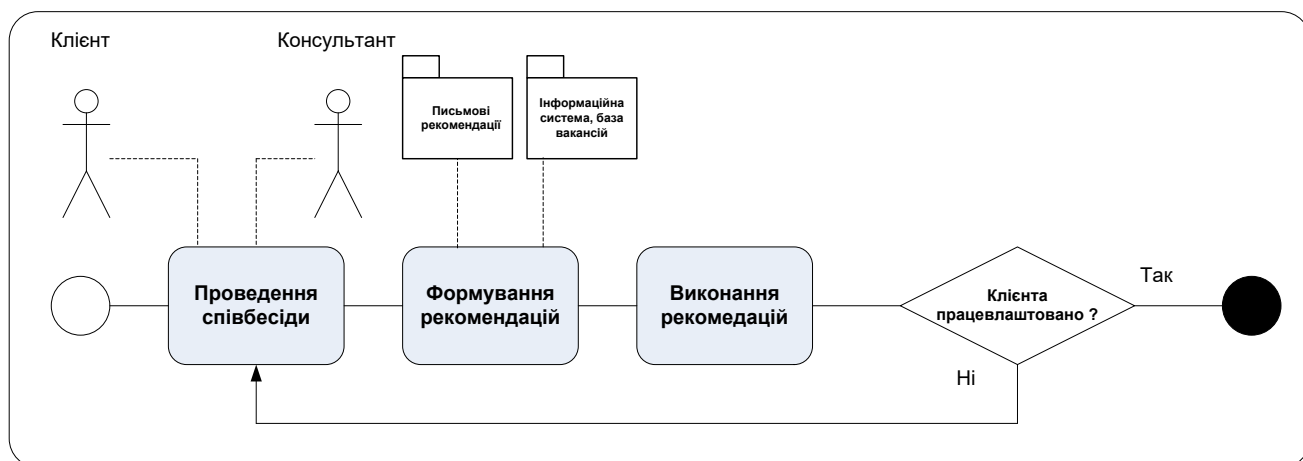 Клієнт
Консультант
Письмові
рекомендації
Інформаційна
система, база
вакансій
Проведення
співбесіди
Формування
рекомендацій
Виконання
рекомедацій
Клієнта
працевлаштовано ?
Так
Ні